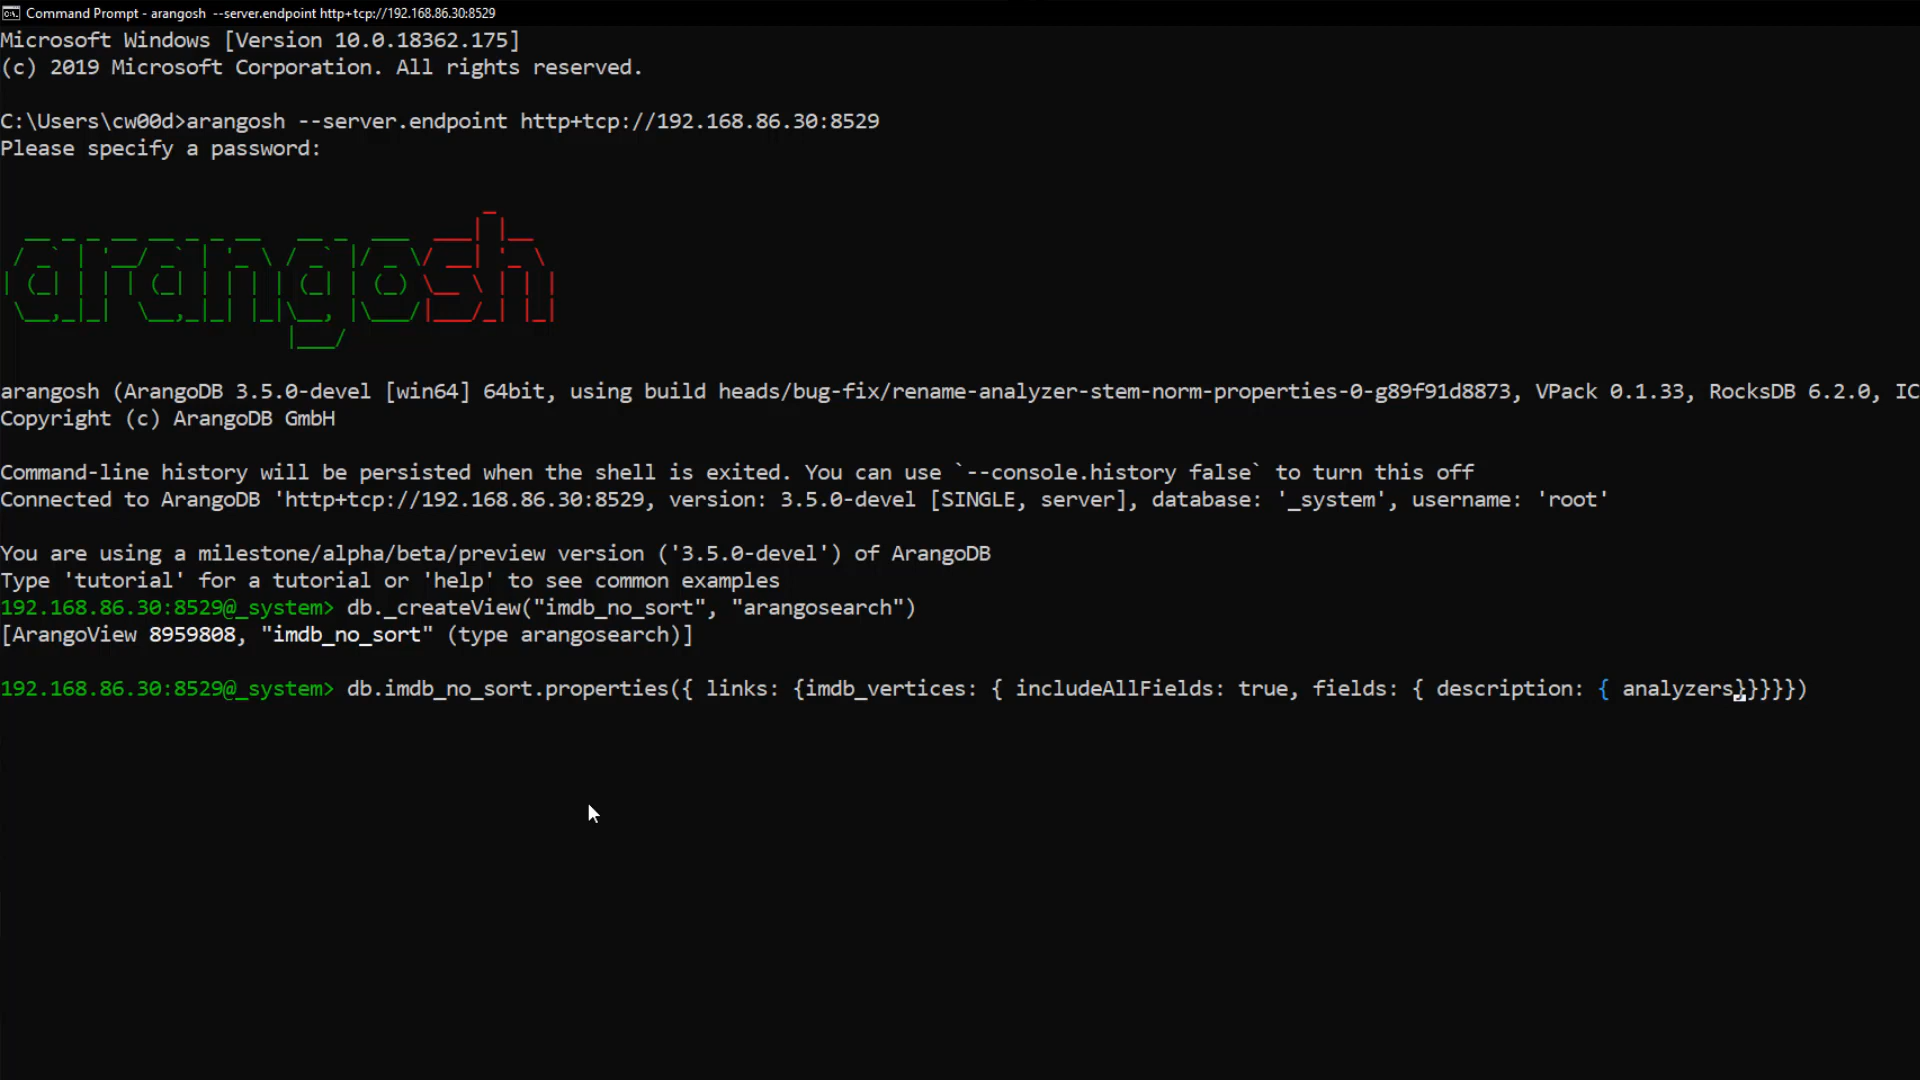 Command Prompt - arangosh  --server.endpoint http+tcp://192.168.86.30:8529
Microsoft Windows [Version 10.0.18362.175]
(c) 2019 Microsoft Corporation. All rights reserved.
C:\Users\cw00d>arangosh --server.endpoint http+tcp://192.168.86.30:8529
Please specify a password:
arangosh
arangosh (ArangoDB 3.5.0-devel [win64] 64bit, using build heads/bug-fix/rename-analyzer-stem-norm-properties-0-g89f91d8873, VPack 0.1.33, RocksDB 6.2.0, IC
Copyright (c) ArangoDB GmbH
Command-line history will be persisted when the shell is exited. You can use `--console.history false` to turn this off
Connected to ArangoDB 'http+tcp://192.168.86.30:8529, version: 3.5.0-devel [SINGLE, server], database: '_system', username: 'root'
You are using a milestone/alpha/beta/preview version ('3.5.0-devel') of ArangoDB
Type 'tutorial' for a tutorial or 'help' to see common examples
192.168.86.30:8529@_system> db._createView("imdb_no_sort", "arangosearch")
[ArangoView 8959808, "imdb_no_sort" (type arangosearch)]
192.168.86.30:8529@_system> db.imdb_no_sort.properties({ links: {imdb_vertices: { includeAllFields: true, fields: { description: { analyzers}}}}})